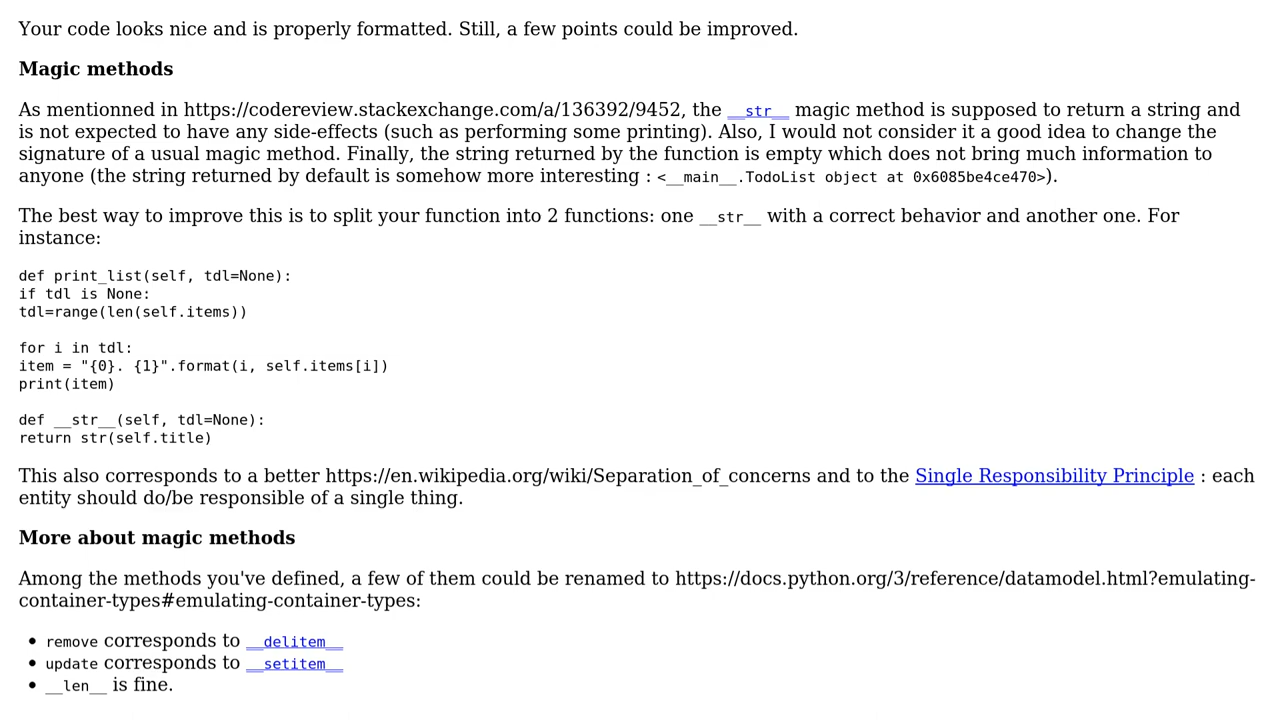 Your code looks nice and is properly formatted. Still, a few points could be improved.
Magic methods
As mentionned in https://codereview.stackexchange.com/a/136392/9452, the __str__ magic method is supposed to return a string and
is not expected to have any side-effects (such as performing some printing). Also, I would not consider it a good idea to change the
signature of a usual magic method. Finally, the string returned by the function is empty which does not bring much information to
anyone (the string returned by default is somehow more interesting : <__main__.TodoList object at 0x6085be4ce470>).
The best way to improve this is to split your function into 2 functions: one __str__ with a correct behavior and another one. For
instance:
def print_list(self, tdl=None):
if tdl is None:
tdl=range(len(self.items))
for i in tdl:
item = "{0}. {1}".format(i, self.items[i])
print(item)
def __str__(self, tdl=None):
return str(self.title)
This also corresponds to a better https://en.wikipedia.org/wiki/Separation_of_concerns and to the Single Responsibility Principle : each
entity should do/be responsible of a single thing.
More about magic methods
Among the methods you've defined, a few of them could be renamed to https://docs.python.org/3/reference/datamodel.html?emulating-
container-types#emulating-container-types:
• remove corresponds to __delitem__
• update corresponds to __setitem__
• __len__ is fine.